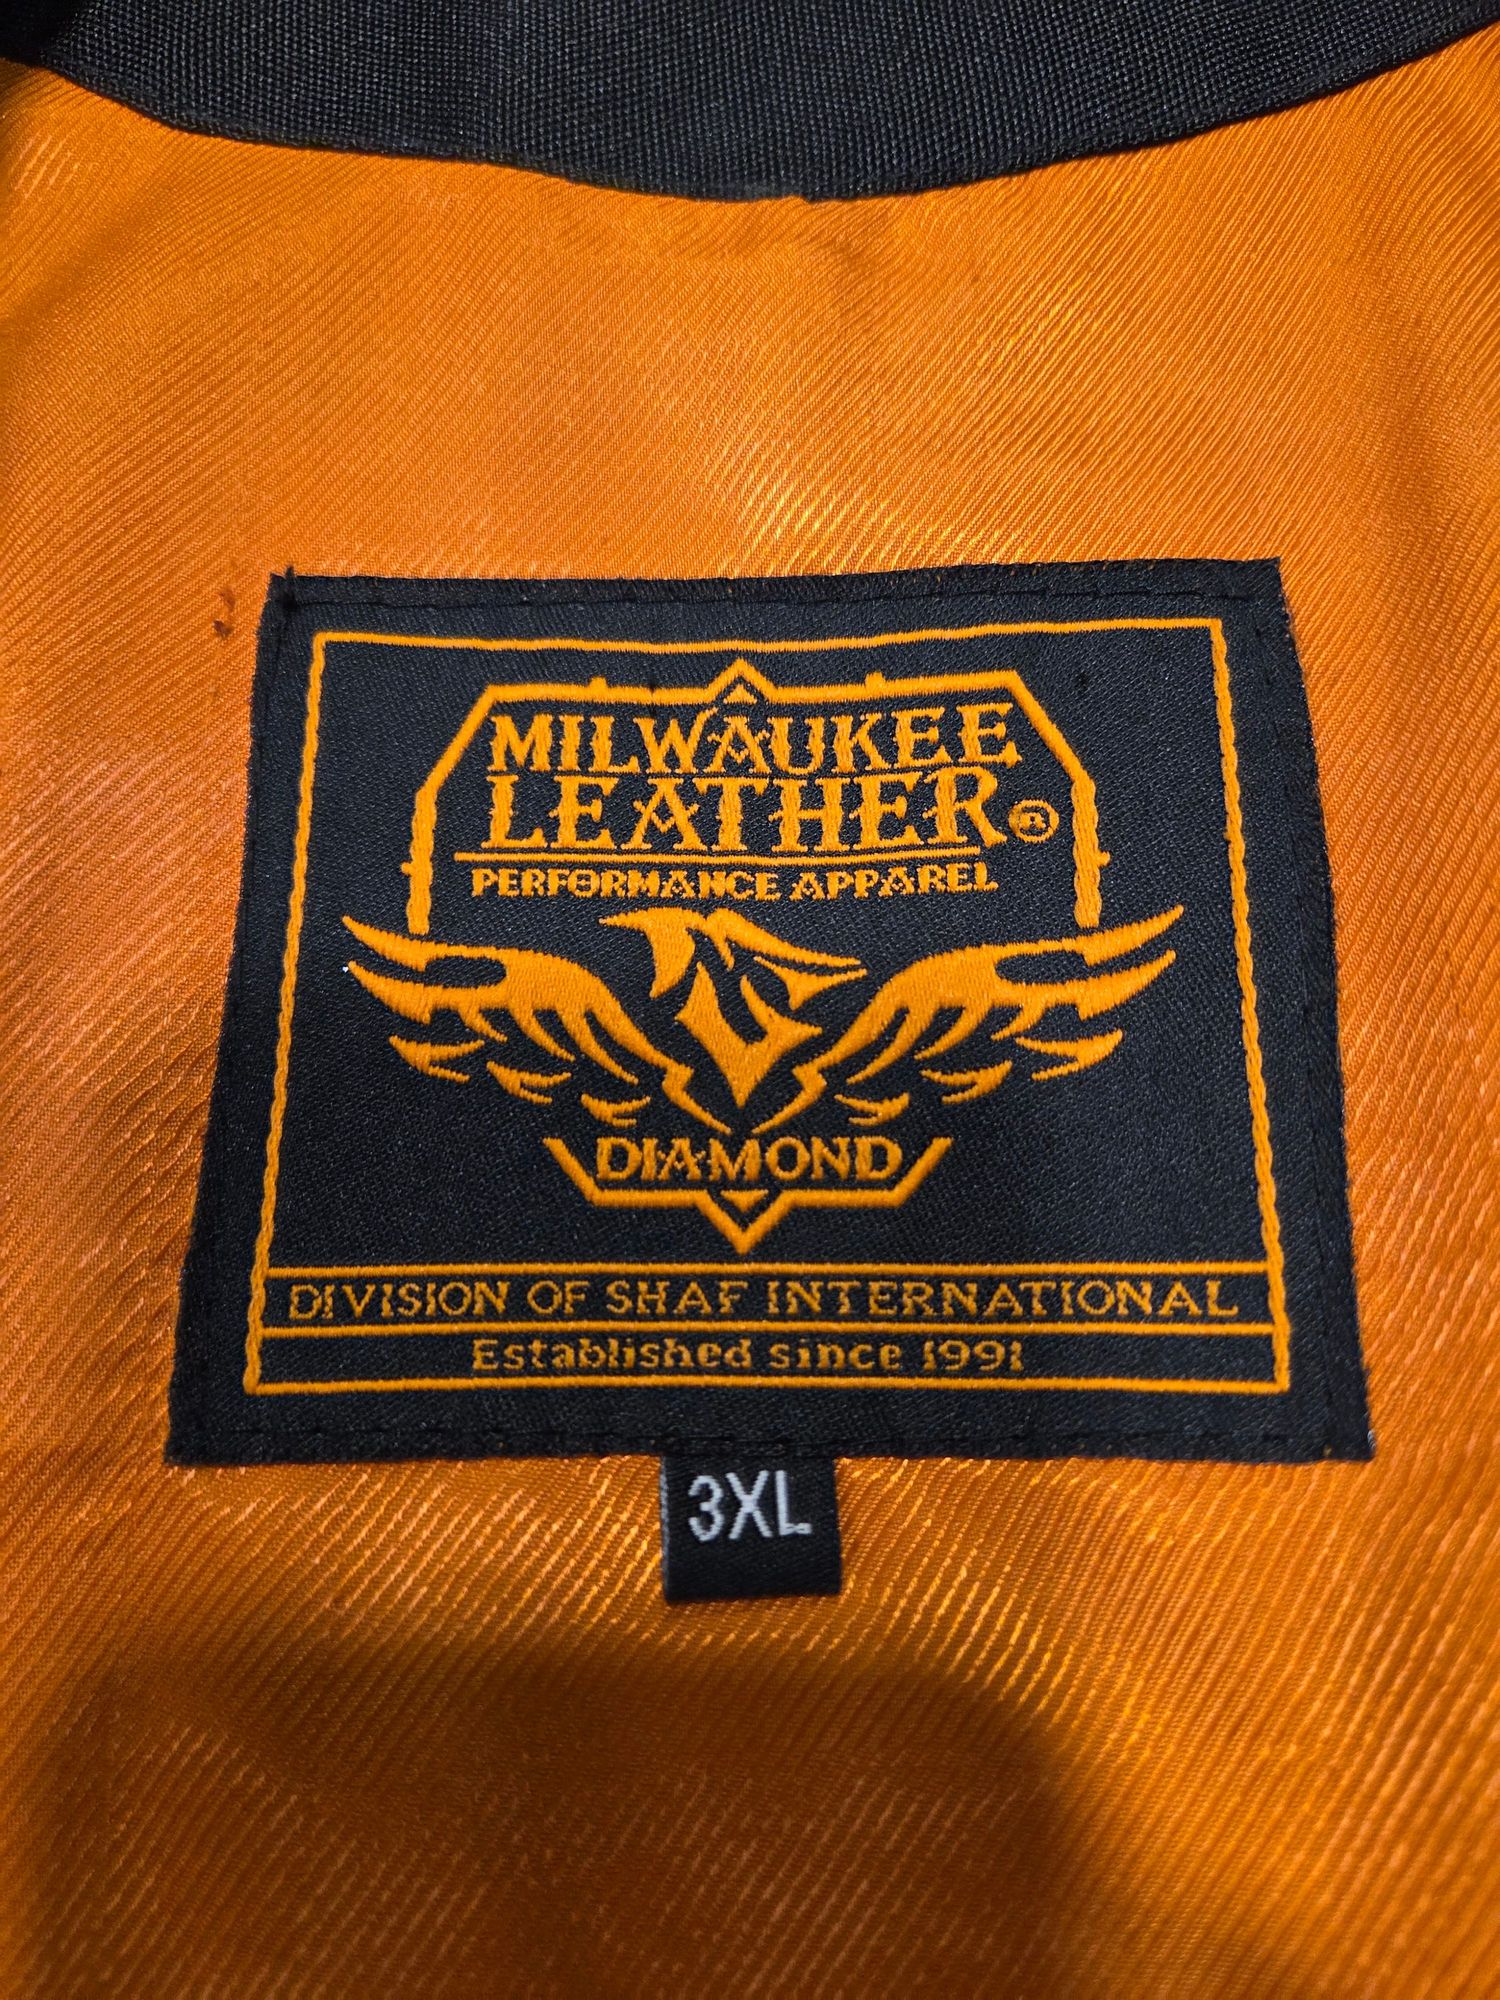 MILWAUKEE
LEATHER®
PERFORMANCE APPAREL
DIAMOND
DIVISION OF SHAF INTERNATIONAL
Established since 1991
3XL